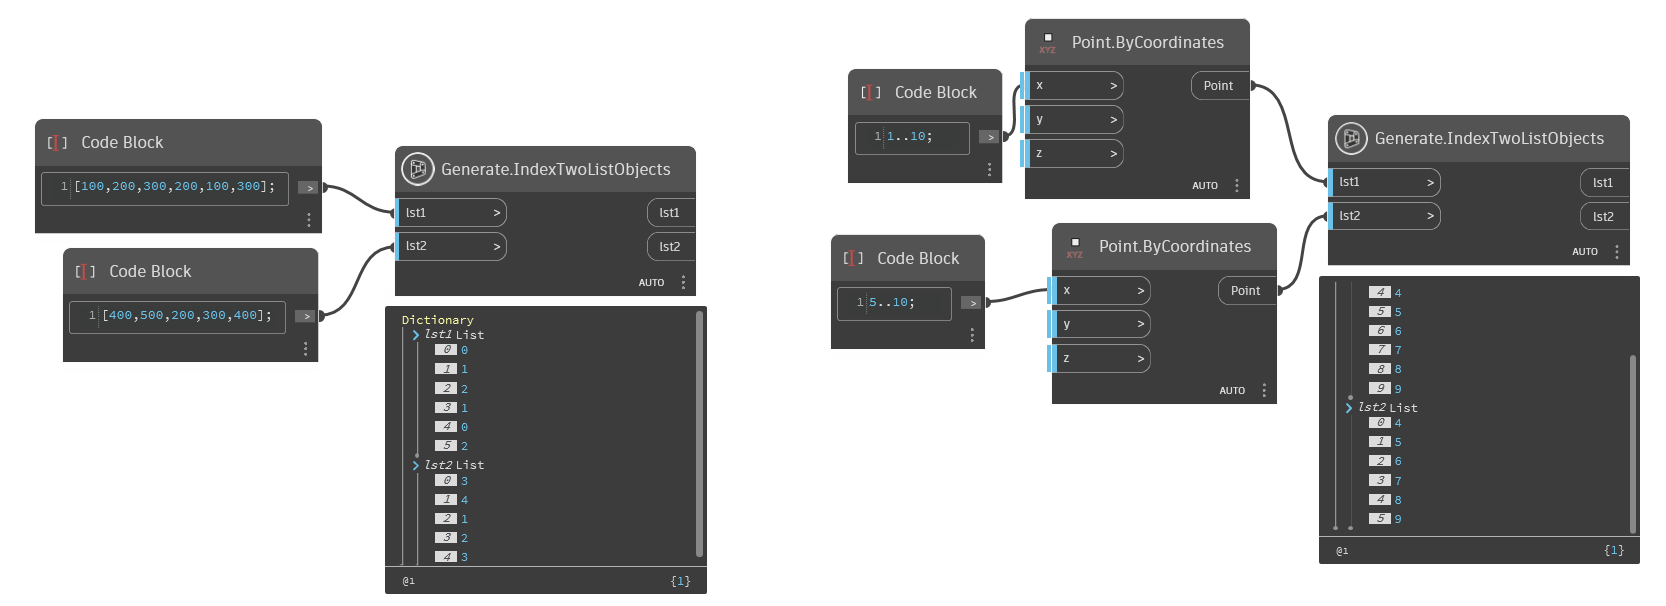 Code Block
1 [100,200,300,200,100,300];
>
Code Block
1 [400,500,200,300,400];
>
Generate.IndexTwoListObjects
lst1 > lst1
lst2 > lst2
AUTO
Dictionary
lst1 List
0 0
1 1
2 2
3 1
4 0
5 2
lst2 List
0 3
1 4
2 1
3 2
4 3
@1 {1}
Code Block
1 1..10;
>
XYZ Point.ByCoordinates
x > Point
y >
z >
AUTO
Code Block
1 5..10;
>
XYZ Point.ByCoordinates
x > Point
y >
z >
AUTO
Generate.IndexTwoListObjects
lst1 > lst1
lst2 > lst2
AUTO
4 4
5 5
6 6
7 7
8 8
9 9
lst2 List
0 4
1 5
2 6
3 7
4 8
5 9
@1 {1}